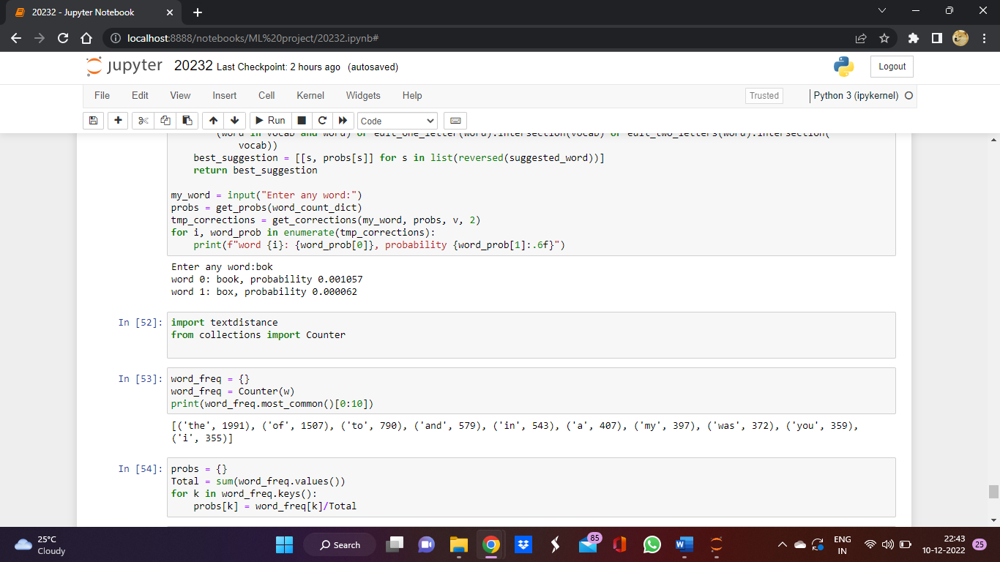 20232 - Jupyter Notebook
localhost:8888/notebooks/ML%20project/20232.ipynb#
jupyter 20232 Last Checkpoint: 2 hours ago (autosaved)
Logout
File Edit View Insert Cell Kernel Widgets Help
Trusted
Python 3 (ipykernel)
Run
Code
(word in vocab and word) or edit_one_letter(word).intersection(vocab) or edit_two_letters(word).intersection(
vocab))
best_suggestion = [[s, probs[s]] for s in list(reversed(suggested_word))]
return best_suggestion
my_word = input("Enter any word:")
probs = get_probs(word_count_dict)
tmp_corrections = get_corrections(my_word, probs, v, 2)
for i, word_prob in enumerate(tmp_corrections):
print(f"word {i}: {word_prob[0]}, probability {word_prob[1]:.6f}")
Enter any word:bok
word 0: book, probability 0.001057
word 1: box, probability 0.000062
In [52]: import textdistance
from collections import Counter
In [53]: word_freq = {}
word_freq = Counter(w)
print(word_freq.most_common()[0:10])
[('the', 1991), ('of', 1507), ('to', 790), ('and', 579), ('in', 543), ('a', 407), ('my', 397), ('was', 372), ('you', 359),
('i', 355)]
In [54]: probs = {}
Total = sum(word_freq.values())
for k in word_freq.keys():
probs[k] = word_freq[k]/Total
25°C
Cloudy
Search
85
ENG
IN
22:43
10-12-2022
25